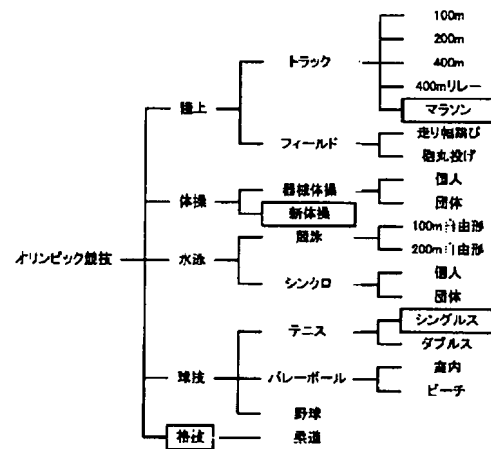 100m
200m
トラック
400m
400mリレー
陸上
マラソン
走り幅跳び
フィールド
砲丸投げ
個人
器械体操
体操
団体
新体操
100m自由形
競泳
200m自由形
オリンピック競技
水泳
個人
シンクロ
団体
シングルス
テニス
ダブルス
室内
球技
バレーボール
ビーチ
野球
格技
柔道